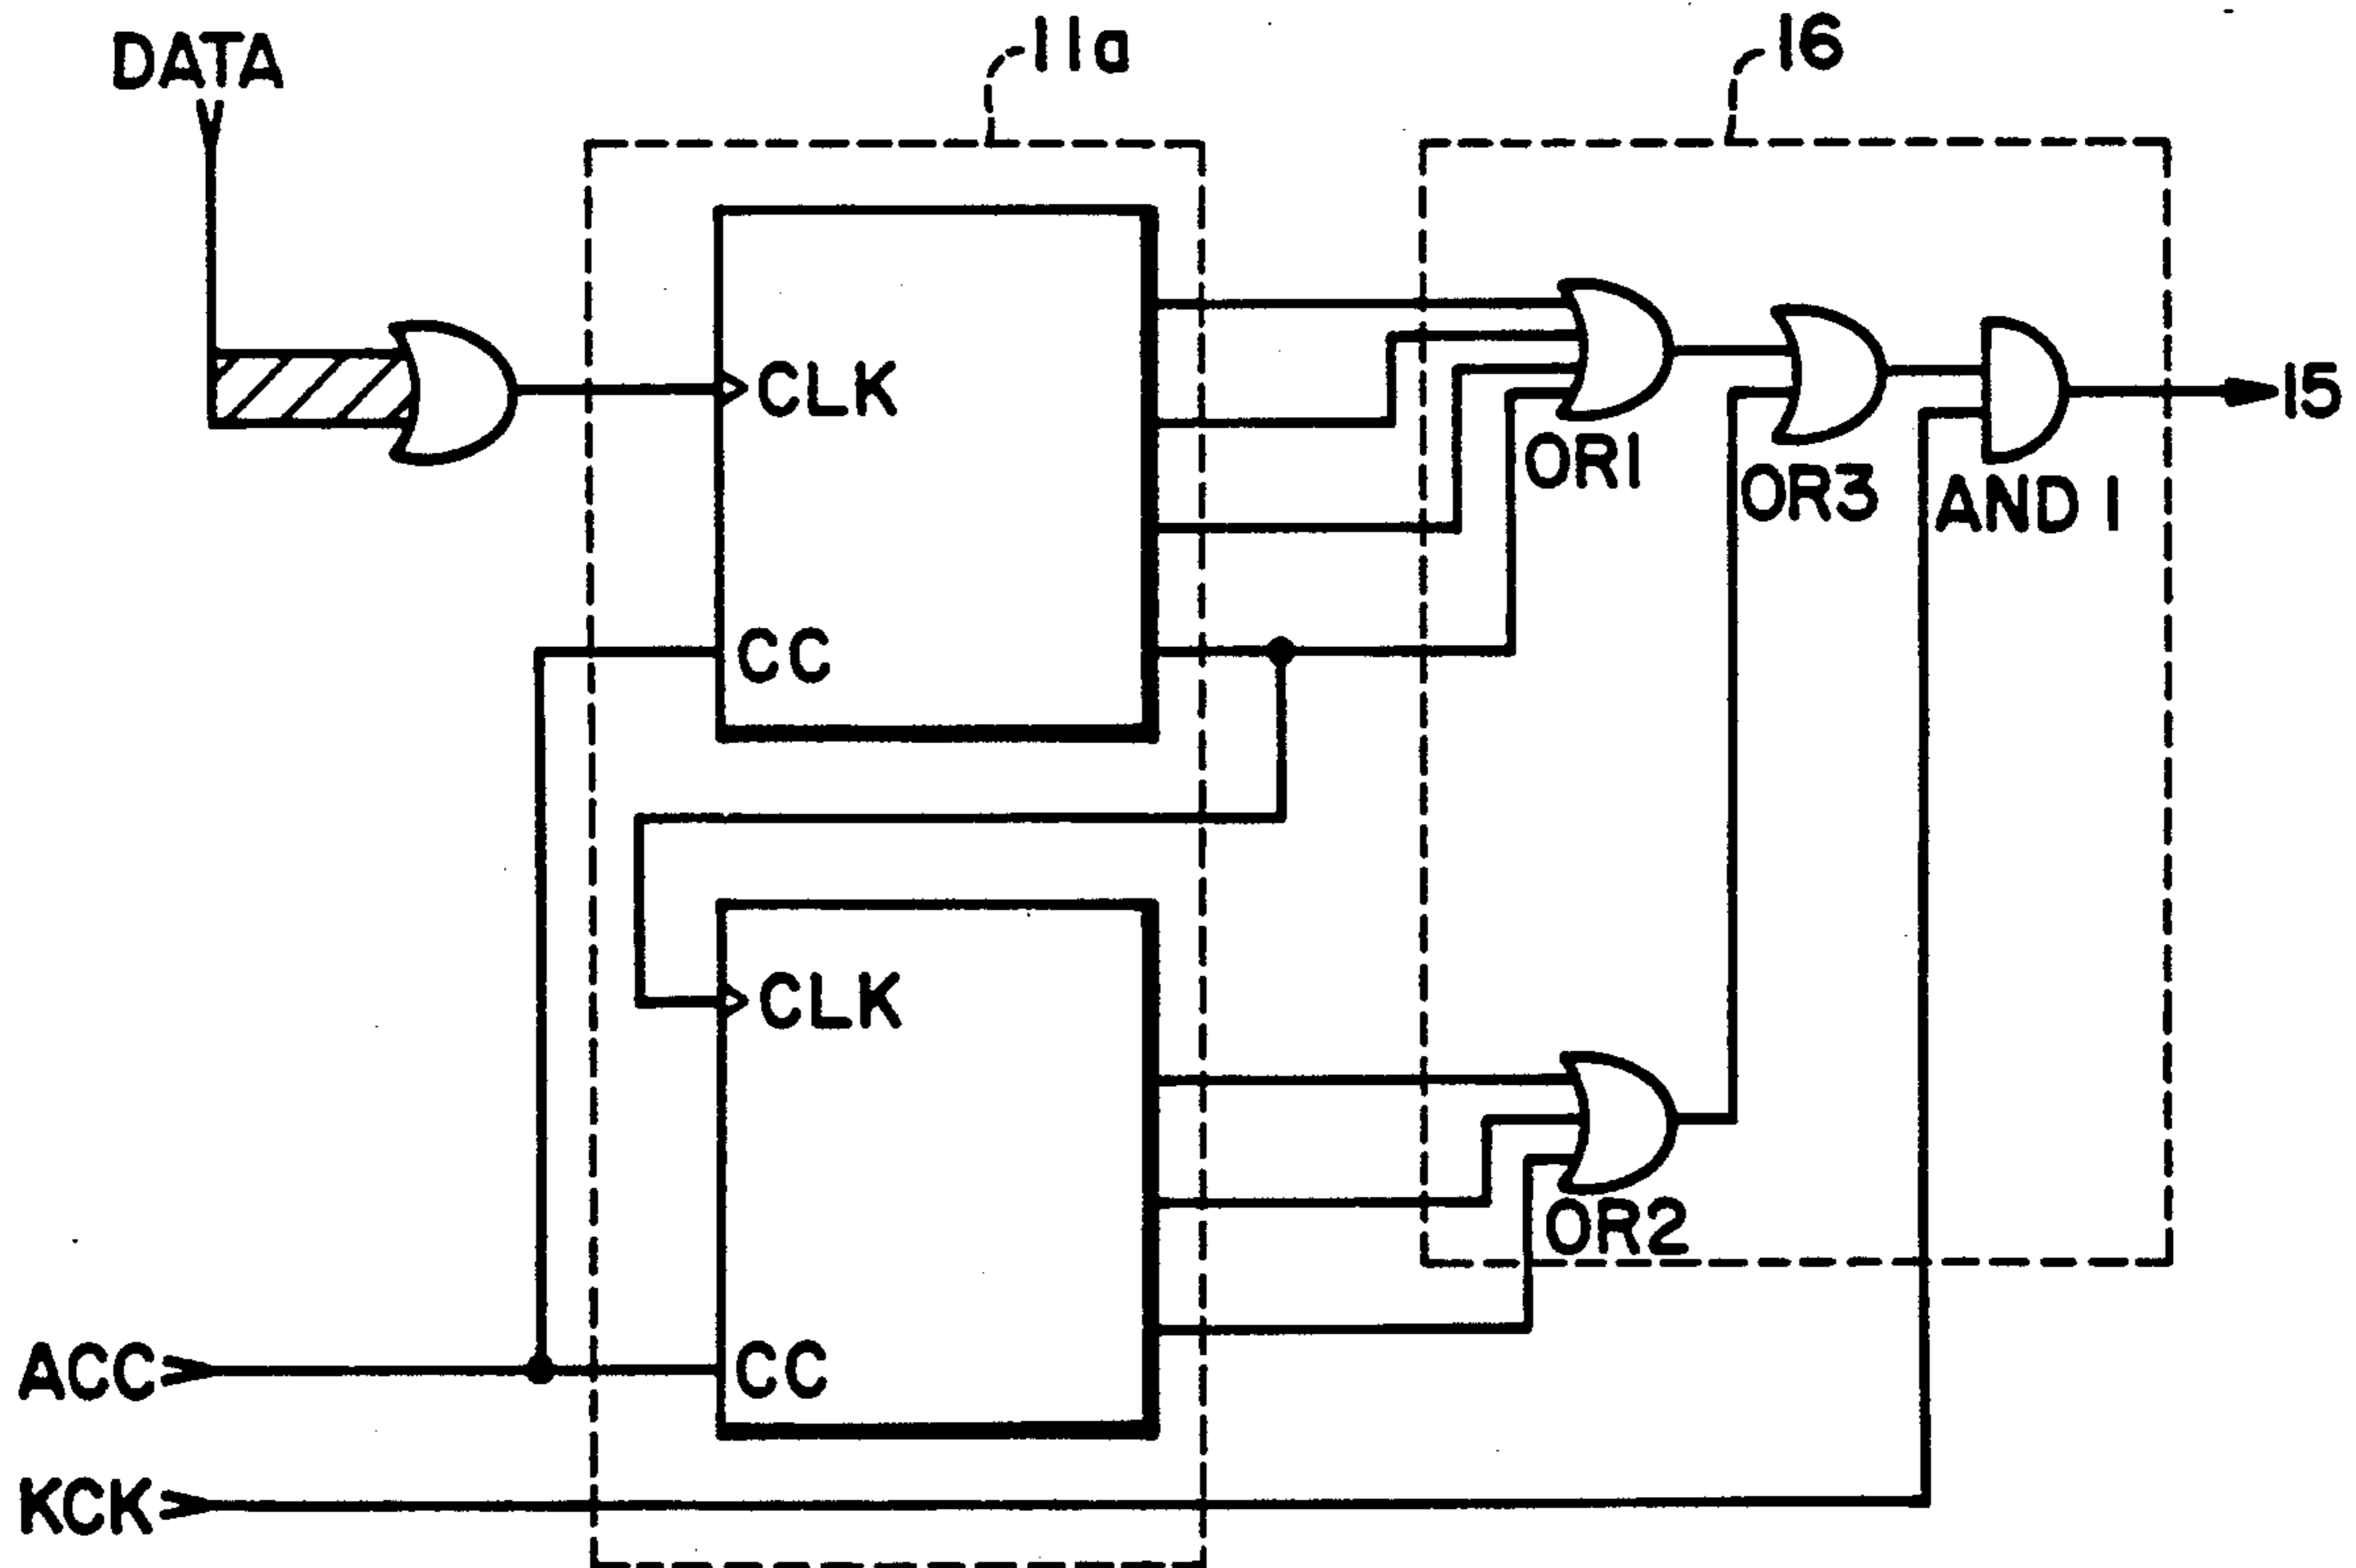 DATA
11a
16
CLK
CC
OR1
OR3
AND 1
15
CLK
CC
OR2
ACC
KCK